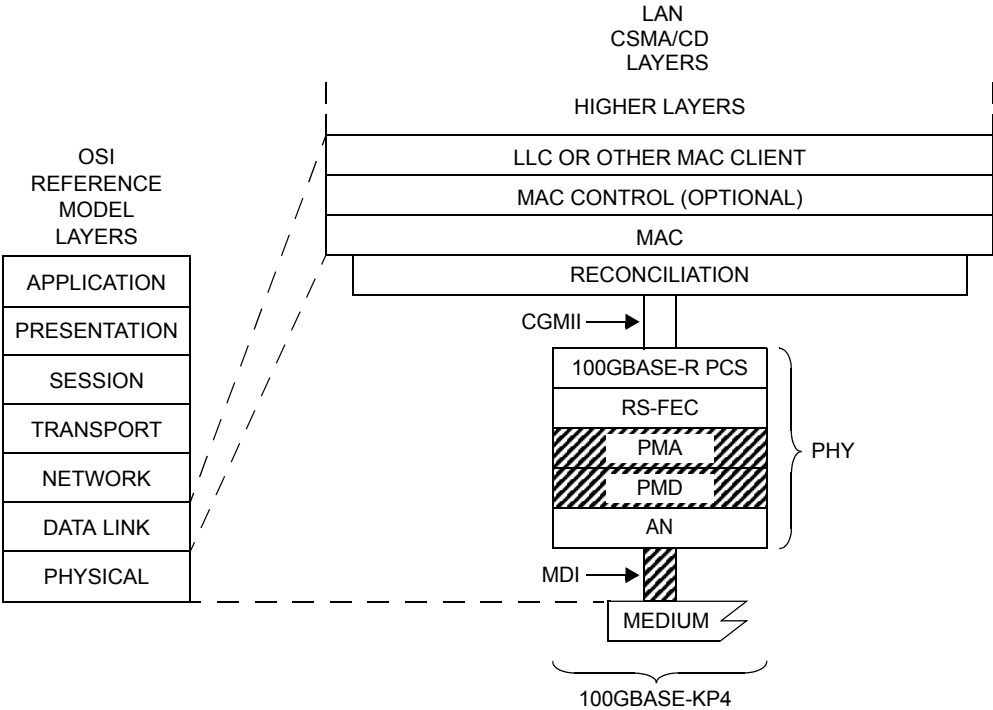 LAN
CSMA/CD
LAYERS
HIGHER LAYERS
LLC OR OTHER MAC CLIENT
MAC CONTROL (OPTIONAL)
MAC
RECONCILIATION
OSI
REFERENCE
MODEL
LAYERS
APPLICATION
PRESENTATION
SESSION
TRANSPORT
NETWORK
DATA LINK
PHYSICAL
CGMII
100GBASE-R PCS
RS-FEC
PMA
PMD
AN
PHY
MDI
MEDIUM
100GBASE-KP4